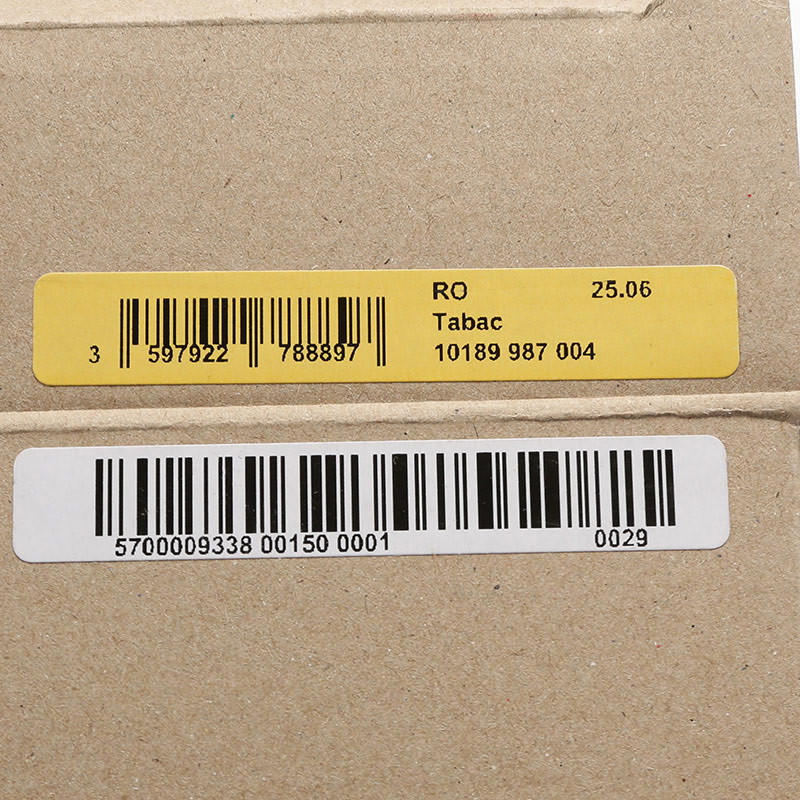 RO 25.06
Tabac
3 597922 788897 10189 987 004
5700009338 00150 0001 0029